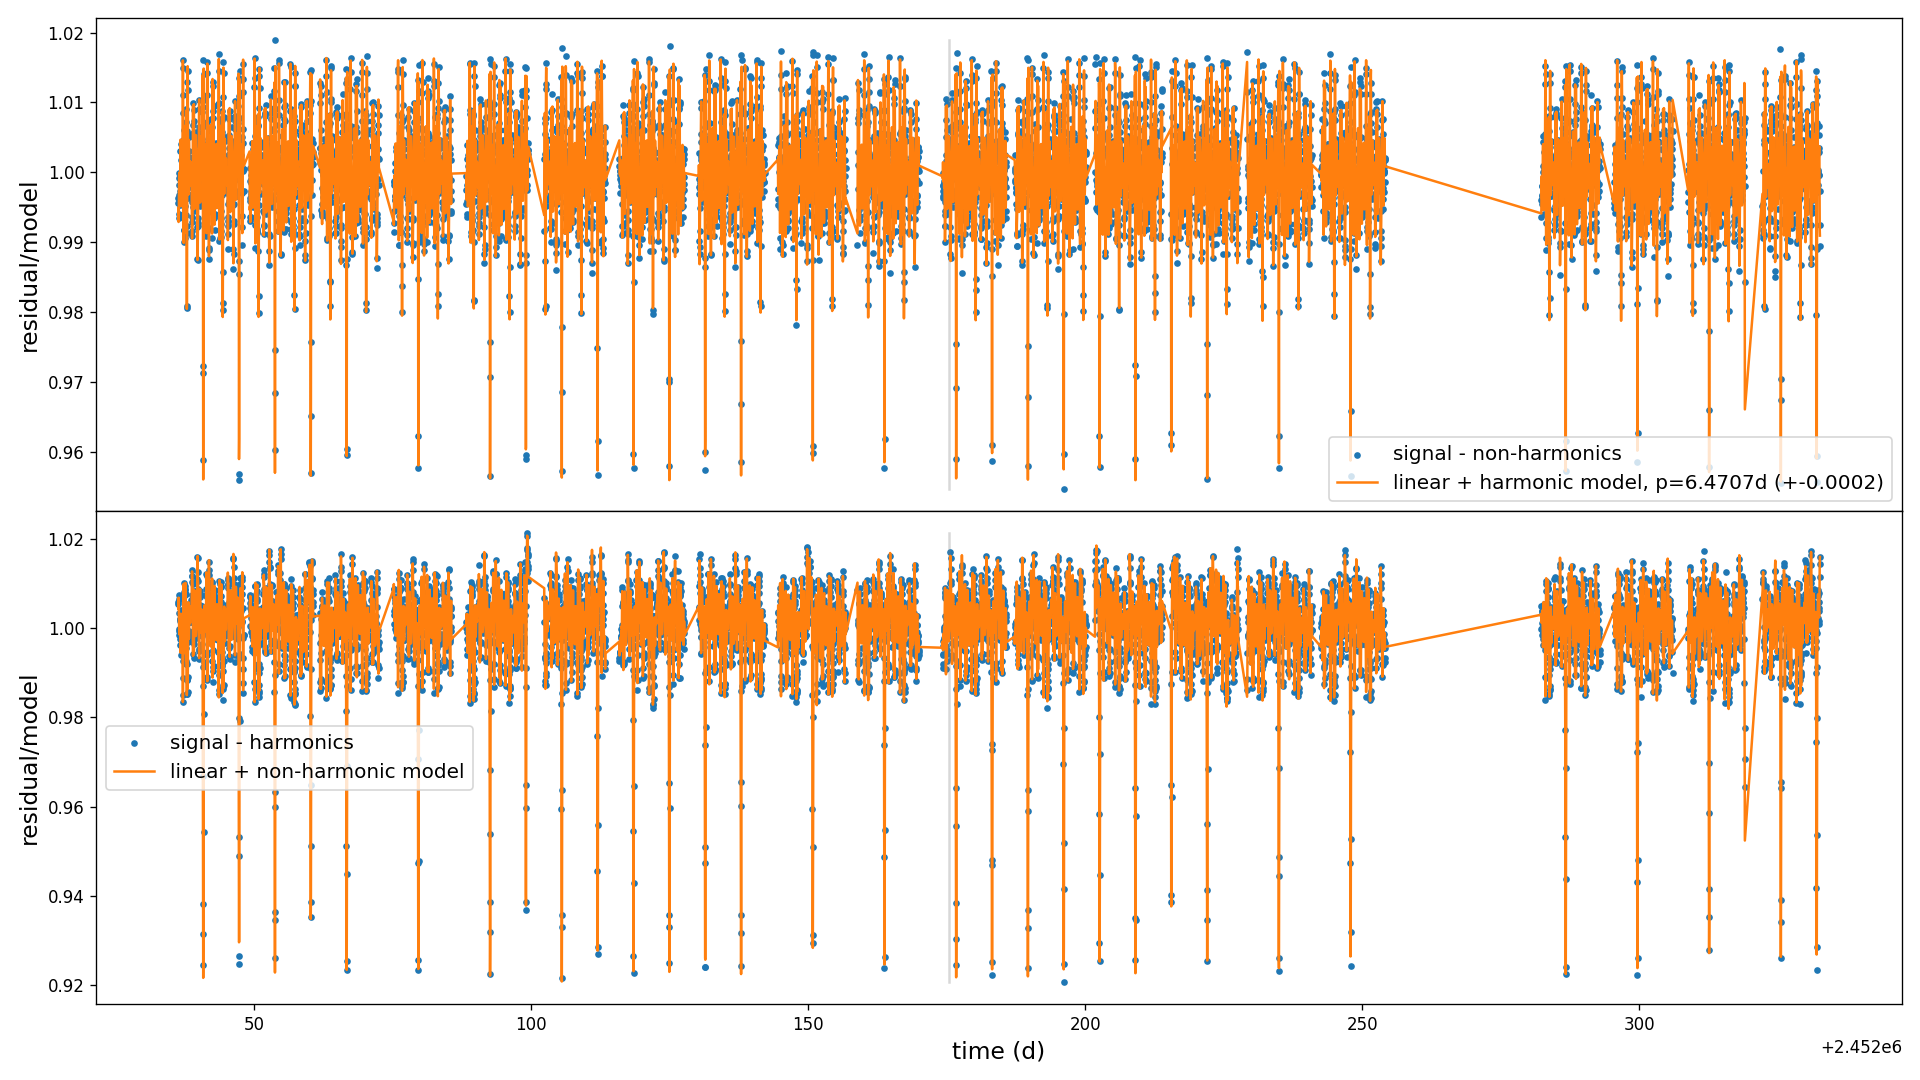 1.02
1.01
1.00
0.99
0.98
0.97
0.96
residual/model
signal - non-harmonics
linear + harmonic model, p=6.4707d (+-0.0002)
1.02
1.00
0.98
0.96
0.94
0.92
residual/model
signal - harmonics
linear + non-harmonic model
50 100 150 200 250 300
time (d)
+2.452e6